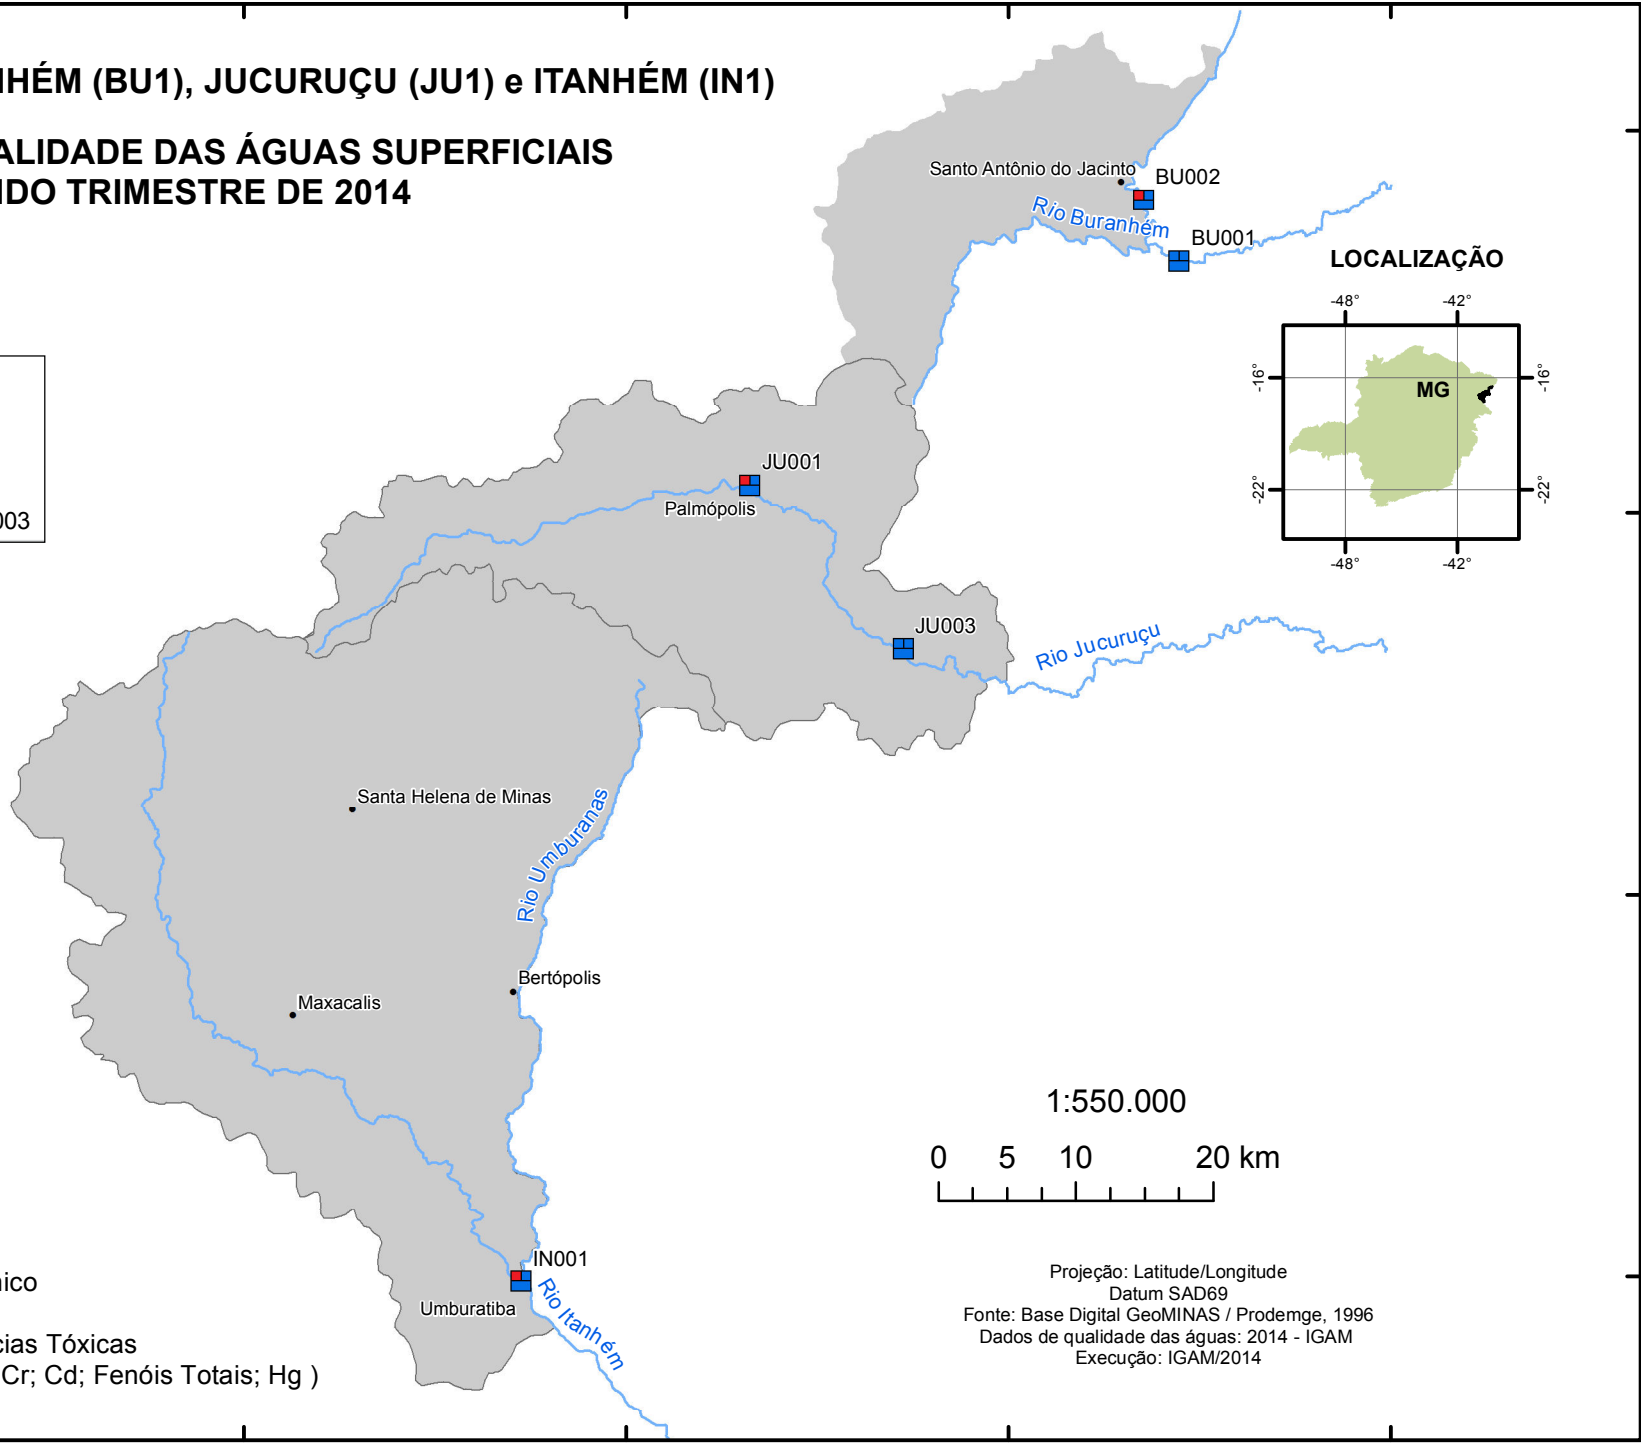 NHÉM (BU1), JUCURUÇU (JU1) e ITANHÉM (IN1)
ALIDADE DAS ÁGUAS SUPERFICIAIS
NDO TRIMESTRE DE 2014
Santo Antônio do Jacinto
BU002
Rio Buranhém
BU001
LOCALIZAÇÃO
-48° -42°
-16° MG -16°
-22° -22°
-48° -42°
JU001
Palmópolis
003
JU003
Rio Jucuruçu
Santa Helena de Minas
Rio Umburanas
Bertópolis
Maxacalis
1:550.000
0 5 10 20 km
IN001
Umburatiba
Rio Itanhém
nico
cias Tóxicas
Cr; Cd; Fenóis Totais; Hg )
Projeção: Latitude/Longitude
Datum SAD69
Fonte: Base Digital GeoMINAS / Prodemge, 1996
Dados de qualidade das águas: 2014 - IGAM
Execução: IGAM/2014